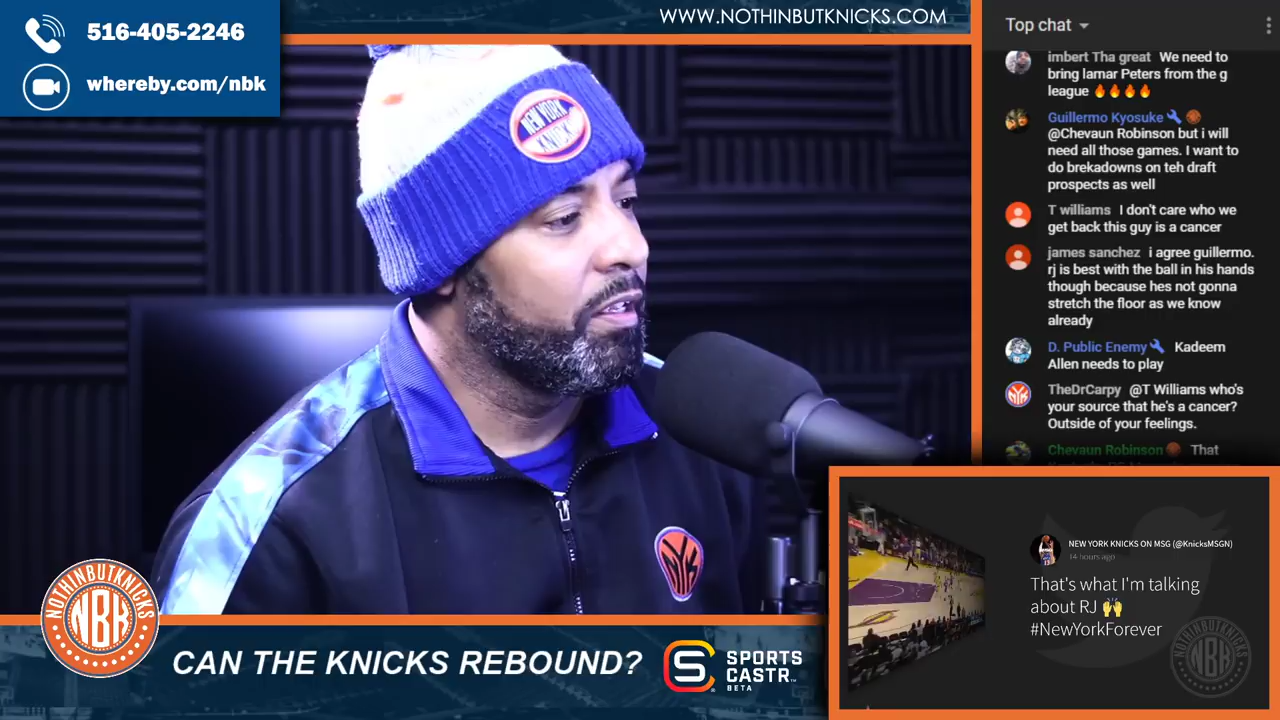 516-405-2246
whereby.com/nbk
WWW.NOTHINBUTKNICKS.COM
NEW YORK
KNICKS
NYK
NOTHINBUTKNICKS
NBK
CAN THE KNICKS REBOUND?
S
SPORTS
CASTR
BETA
Top chat
imbert Tha great We need to
bring lamar Peters from the g
league 🔥🔥🔥🔥
Guillermo Kyosuke
@Chevaun Robinson but i will
need all those games. I want to
do brekadowns on teh draft
prospects as well
T williams I don't care who we
get back this guy is a cancer
james sanchez i agree guillermo.
rj is best with the ball in his hands
though because hes not gonna
stretch the floor as we know
already
D. Public Enemy Kadeem
Allen needs to play
TheDrCarpy @T Williams who's
your source that he's a cancer?
Outside of your feelings.
Chevaun Robinson That
NEW YORK KNICKS ON MSG (@KnicksMSGN)
14 hours ago
That's what I'm talking
about RJ 🙌
#NewYorkForever
NOTHINBUTKNICKS
NBK